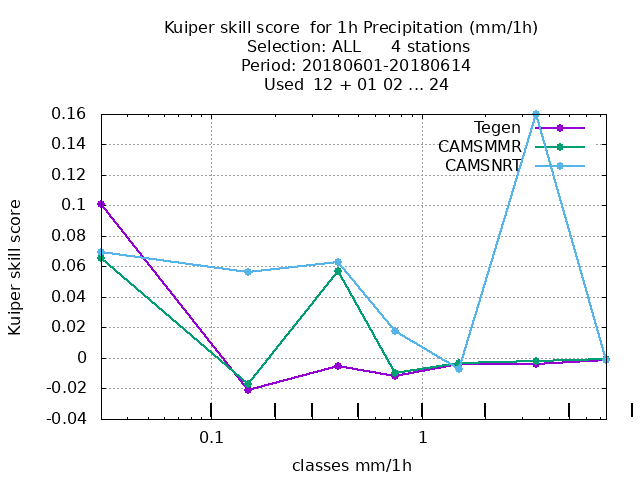 Kuiper skill score  for 1h Precipitation (mm/1h)
Selection: ALL      4 stations
Period: 20180601-20180614
Used  12 + 01 02 ... 24
Tegen
CAMSMMR
CAMSNRT
Kuiper skill score
0.16
0.14
0.12
0.1
0.08
0.06
0.04
0.02
0
-0.02
-0.04
0.1 1
classes mm/1h